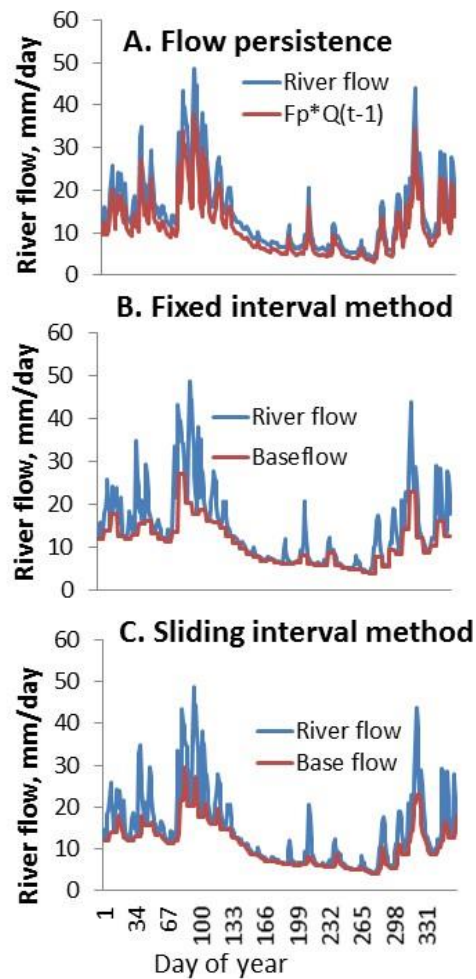 A. Flow persistence
River flow, mm/day
60
50
40
30
20
10
0
River flow
Fp*Q(t-1)
B. Fixed interval method
River flow, mm/day
60
50
40
30
20
10
0
River flow
Baseflow
C. Sliding interval method
River flow, mm/day
60
50
40
30
20
10
0
River flow
Base flow
1
34
67
100
133
166
199
232
265
298
331
Day of year